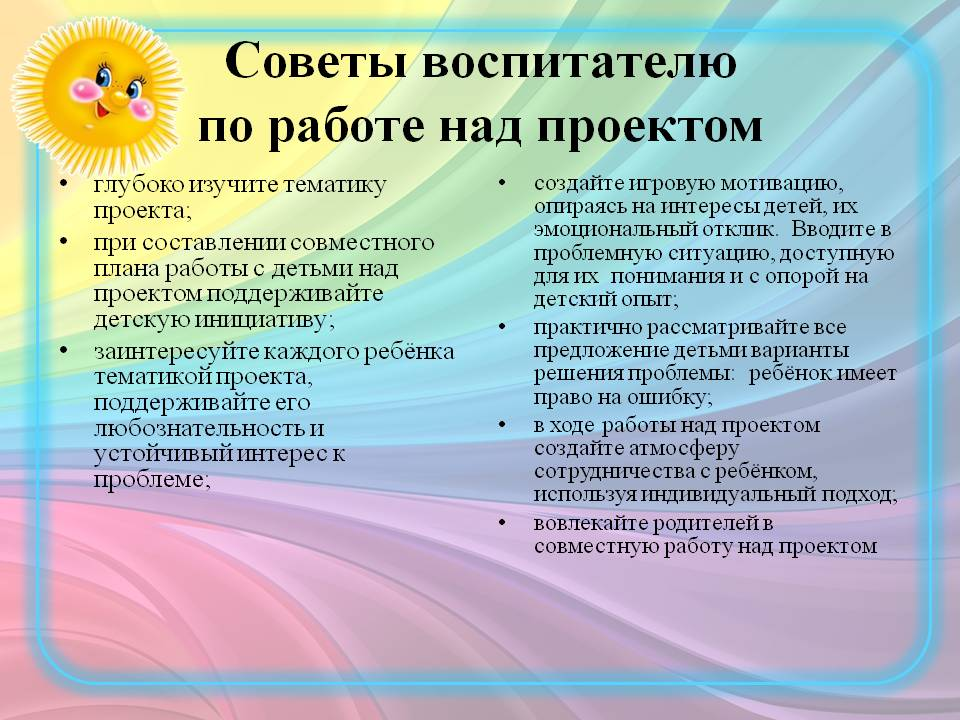 Советы воспитателю
по работе над проектом
• глубоко изучите тематику
проекта;
• при составлении совместного
плана работы с детьми над
проектом поддерживайте
детскую инициативу;
• заинтересуйте каждого ребёнка
тематикой проекта,
поддерживайте его
любознательность и
устойчивый интерес к
проблеме;
• создайте игровую мотивацию,
опираясь на интересы детей, их
эмоциональный отклик. Вводите в
проблемную ситуацию, доступную
для их понимания и с опорой на
детский опыт;
• практично рассматривайте все
предложение детьми варианты
решения проблемы: ребёнок имеет
право на ошибку;
• в ходе работы над проектом
создайте атмосферу
сотрудничества с ребёнком,
используя индивидуальный подход;
• вовлекайте родителей в
совместную работу над проектом